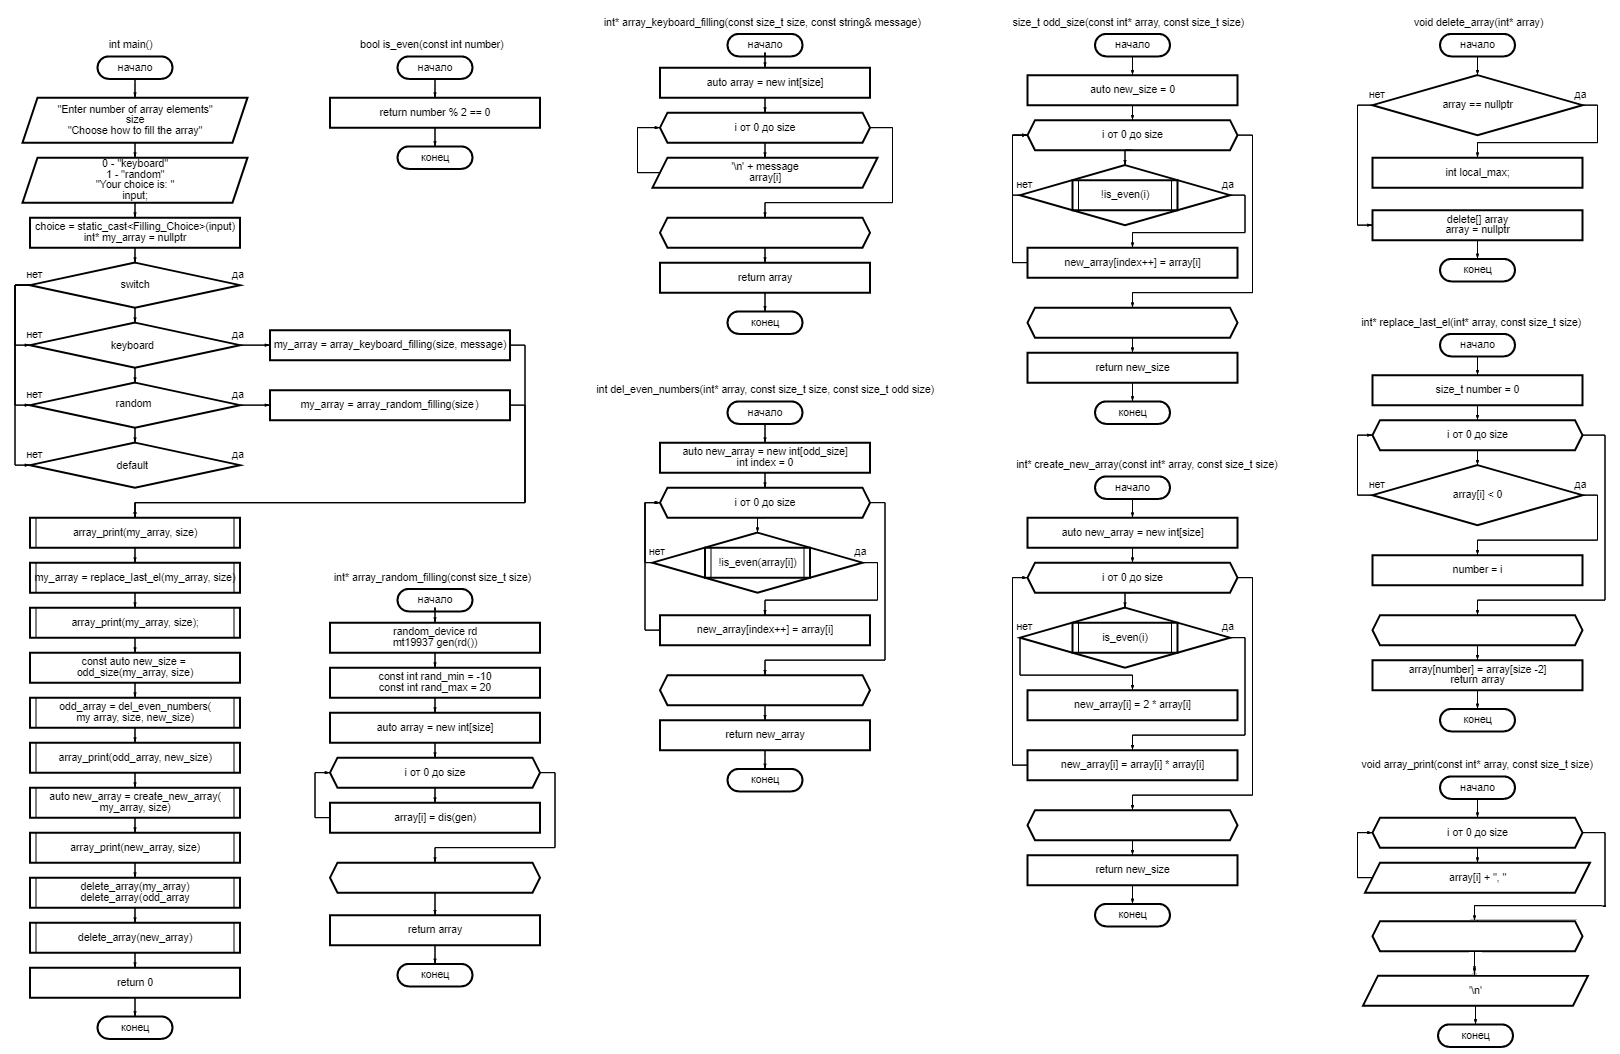 int main()
начало
"Enter number of array elements"
size
"Choose how to fill the array"
0 - "keyboard"
1 - "random"
"Your choice is: "
input;
choice = static_cast<Filling_Choice>(input)
int* my_array = nullptr
нет
да
switch
нет
да
keyboard
my_array = array_keyboard_filling(size, message)
нет
да
random
my_array = array_random_filling(size)
нет
да
default
array_print(my_array, size)
my_array = replace_last_el(my_array, size)
array_print(my_array, size);
const auto new_size =
odd_size(my_array, size)
odd_array = del_even_numbers(
my array, size, new_size)
array_print(odd_array, new_size)
auto new_array = create_new_array(
my_array, size)
array_print(new_array, size)
delete_array(my_array)
delete_array(odd_array
delete_array(new_array)
return 0
конец
bool is_even(const int number)
начало
return number % 2 == 0
конец
int* array_random_filling(const size_t size)
начало
random_device rd
mt19937 gen(rd())
const int rand_min = -10
const int rand_max = 20
auto array = new int[size]
i от 0 до size
array[i] = dis(gen)
return array
конец
int* array_keyboard_filling(const size_t size, const string& message)
начало
auto array = new int[size]
i от 0 до size
'\n' + message
array[i]
return array
конец
int del_even_numbers(int* array, const size_t size, const size_t odd size)
начало
auto new_array = new int[odd_size]
int index = 0
i от 0 до size
нет
да
!is_even(array[i])
new_array[index++] = array[i]
return new_array
конец
size_t odd_size(const int* array, const size_t size)
начало
auto new_size = 0
i от 0 до size
нет
да
!is_even(i)
new_array[index++] = array[i]
return new_size
конец
int* create_new_array(const int* array, const size_t size)
начало
auto new_array = new int[size]
i от 0 до size
нет
да
is_even(i)
new_array[i] = 2 * array[i]
new_array[i] = array[i] * array[i]
return new_size
конец
void delete_array(int* array)
начало
нет
да
array == nullptr
int local_max;
delete[] array
array = nullptr
конец
int* replace_last_el(int* array, const size_t size)
начало
size_t number = 0
i от 0 до size
нет
да
array[i] < 0
number = i
array[number] = array[size -2]
return array
конец
void array_print(const int* array, const size_t size)
начало
i от 0 до size
array[i] + ", "
'\n'
конец